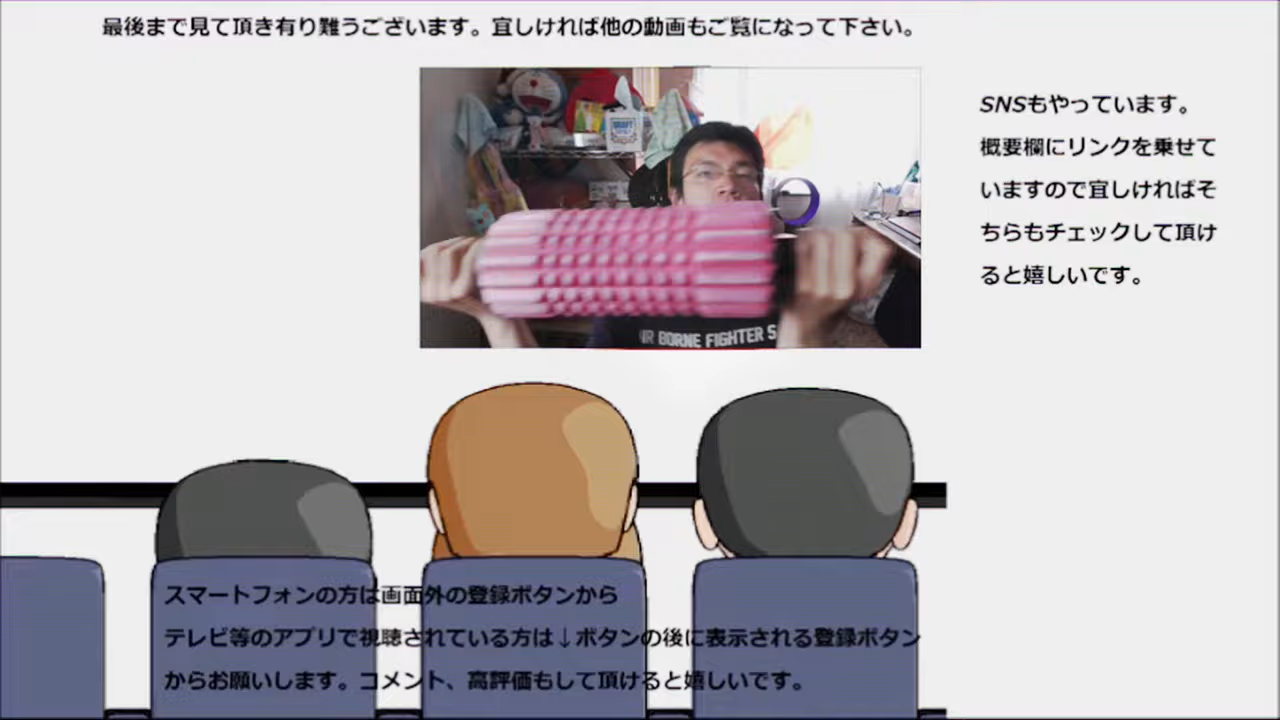 最後まで見て頂き有り難うございます。宜しければ他の動画もご覧になって下さい。
SNSもやっています。
概要欄にリンクを乗せて
いますので宜しければそ
ちらもチェックして頂け
ると嬉しいです。
BORNE FIGHTER S
スマートフォンの方は画面外の登録ボタンから
テレビ等のアプリで視聴されている方は↓ボタンの後に表示される登録ボタン
からお願いします。コメント、高評価もして頂けると嬉しいです。